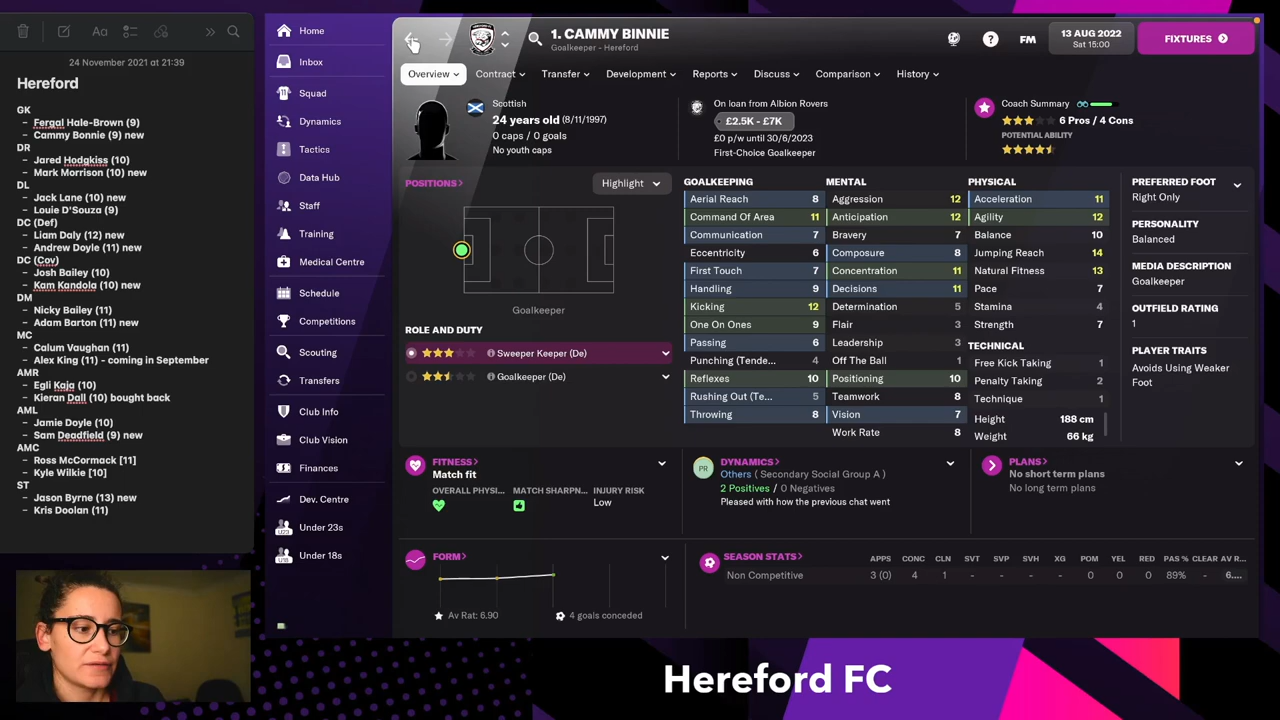 24 November 2021 at 21:39
Hereford
GK
- Fergal Hale-Brown (9)
- Cammy Bonnie (9) new
DR
- Jared Hodgkiss (10)
- Mark Morrison (10) new
DL
- Jack Lane (10) new
- Louie D'Souza (9)
DC (Def)
- Liam Daly (12) new
- Andrew Doyle (11) new
DC (Cov)
- Josh Bailey (10)
- Kam Kandola (10) new
DM
- Nicky Bailey (11)
- Adam Barton (11) new
MC
- Calum Vaughan (11)
- Alex King (11) - coming in September
AMR
- Egli Kaja (10)
- Kieran Dall (10) bought back
AML
- Jamie Doyle (10)
- Sam Deadfield (9) new
AMC
- Ross McCormack [11]
- Kyle Wilkie [10]
ST
- Jason Byrne (13) new
- Kris Doolan (11)
Aa
Home
Inbox
Squad
Dynamics
Tactics
Data Hub
Staff
Training
Medical Centre
Schedule
Competitions
Scouting
Transfers
Club Info
Club Vision
Finances
Dev. Centre
Under 23s
Under 18s
1. CAMMY BINNIE
Goalkeeper - Hereford
FM
13 AUG 2022
Sat 15:00
FIXTURES
Overview Contract Transfer Development Reports Discuss Comparison History
Scottish
24 years old (8/11/1997)
0 caps / 0 goals
No youth caps
On loan from Albion Rovers
£2.5K - £7K
£0 p/w until 30/6/2023
First-Choice Goalkeeper
Coach Summary
6 Pros / 4 Cons
POTENTIAL ABILITY
POSITIONS>
Highlight
Goalkeeper
ROLE AND DUTY
Sweeper Keeper (De)
Goalkeeper (De)
GOALKEEPING
Aerial Reach 8
Command Of Area 11
Communication 7
Eccentricity 6
First Touch 7
Handling 9
Kicking 12
One On Ones 9
Passing 6
Punching (Tende... 4
Reflexes 10
Rushing Out (Te... 5
Throwing 8
MENTAL
Aggression 12
Anticipation 12
Bravery 7
Composure 8
Concentration 11
Decisions 11
Determination 5
Flair 3
Leadership 3
Off The Ball 1
Positioning 10
Teamwork 8
Vision 7
Work Rate 8
PHYSICAL
Acceleration 11
Agility 12
Balance 10
Jumping Reach 14
Natural Fitness 13
Pace 7
Stamina 4
Strength 7
TECHNICAL
Free Kick Taking 1
Penalty Taking 2
Technique 1
Height 188 cm
Weight 66 kg
PREFERRED FOOT
Right Only
PERSONALITY
Balanced
MEDIA DESCRIPTION
Goalkeeper
OUTFIELD RATING
1
PLAYER TRAITS
Avoids Using Weaker
Foot
FITNESS>
Match fit
OVERALL PHYSI... MATCH SHARPN... INJURY RISK
Low
PR
DYNAMICS>
Others ( Secondary Social Group A )
2 Positives / 0 Negatives
Pleased with how the previous chat went
PLANS>
No short term plans
No long term plans
FORM>
Av Rat: 6.90
4 goals conceded
SEASON STATS> APPS CONC CLN SVT SVP SVH XG POM YEL RED PAS % CLEAR AV R...
Non Competitive 3 (0) 4 1 - - - - 0 0 0 89% - 6....
Hereford FC